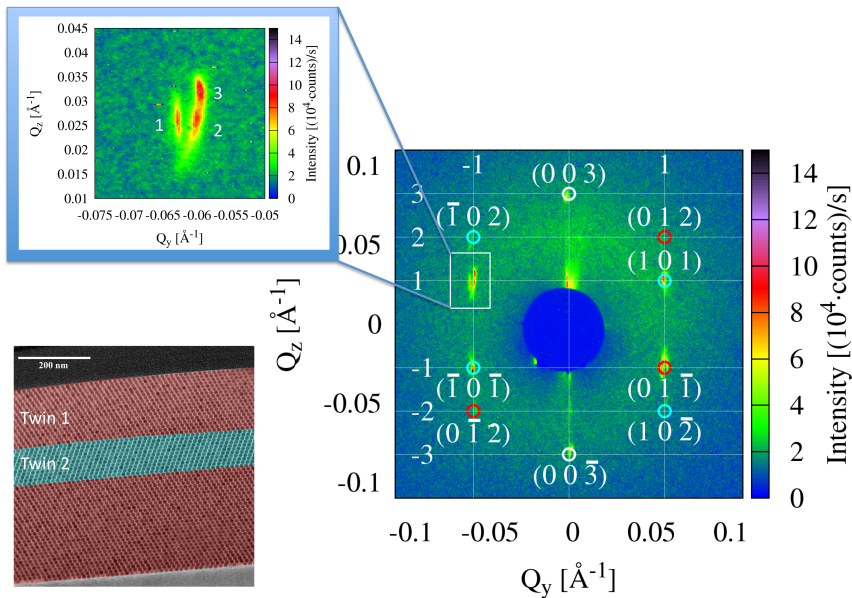 0.045
0.04
0.035
0.03
0.025
0.02
0.015
0.01
Q_z [Å⁻¹]
1
2
3
-0.075 -0.07 -0.065 -0.06 -0.055 -0.05
Q_y [Å⁻¹]
14
12
10
8
6
4
2
0
Intensity [(10⁴·counts)/s]
200 nm
Twin 1
Twin 2
0.1
0.05
0
-0.05
-0.1
Q_z [Å⁻¹]
-1
1
3
2
1
-1
-2
-3
(0 0 3)
(1̅ 0 2)
(0 1 2)
(1 0 1)
(1̅ 0 1̅)
(0 1 1̅)
(0 1̅ 2̅)
(1 0 2̅)
(0 0 3̅)
-0.1 -0.05 0 0.05 0.1
Q_y [Å⁻¹]
14
12
10
8
6
4
2
0
Intensity [(10⁴·counts)/s]